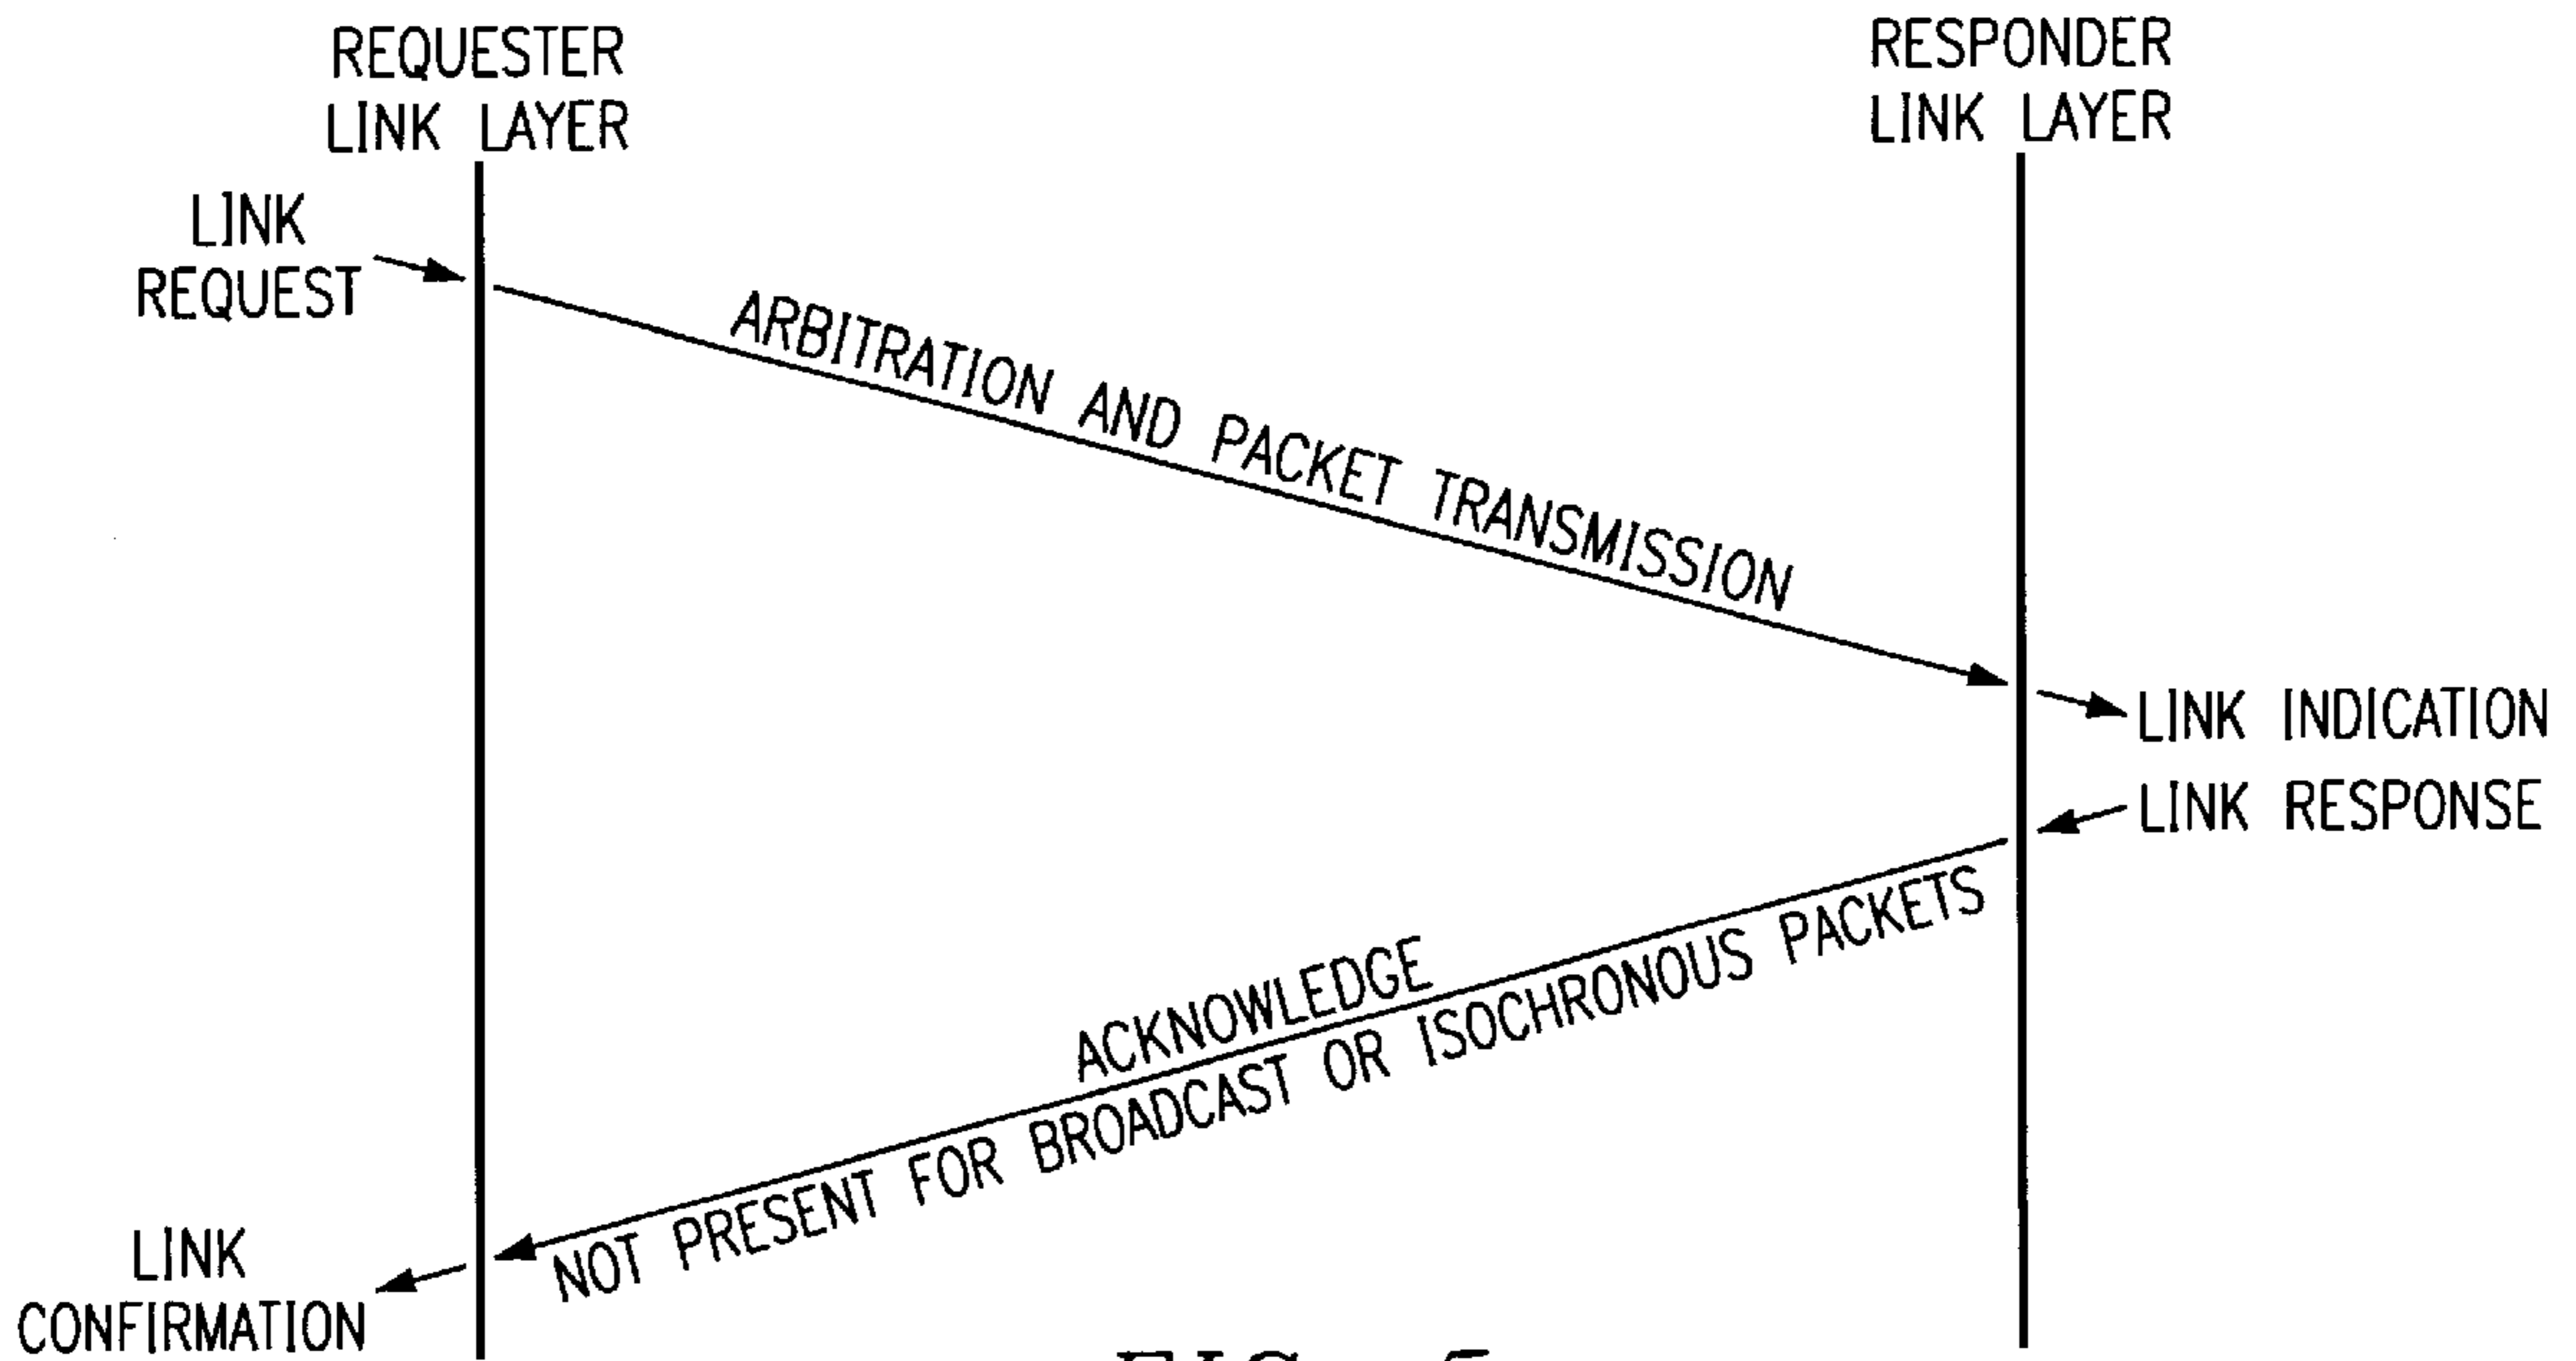 REQUESTER
LINK LAYER
RESPONDER
LINK LAYER
LINK
REQUEST
ARBITRATION AND PACKET TRANSMISSION
LINK INDICATION
LINK RESPONSE
ACKNOWLEDGE
NOT PRESENT FOR BROADCAST OR ISOCHRONOUS PACKETS
LINK
CONFIRMATION